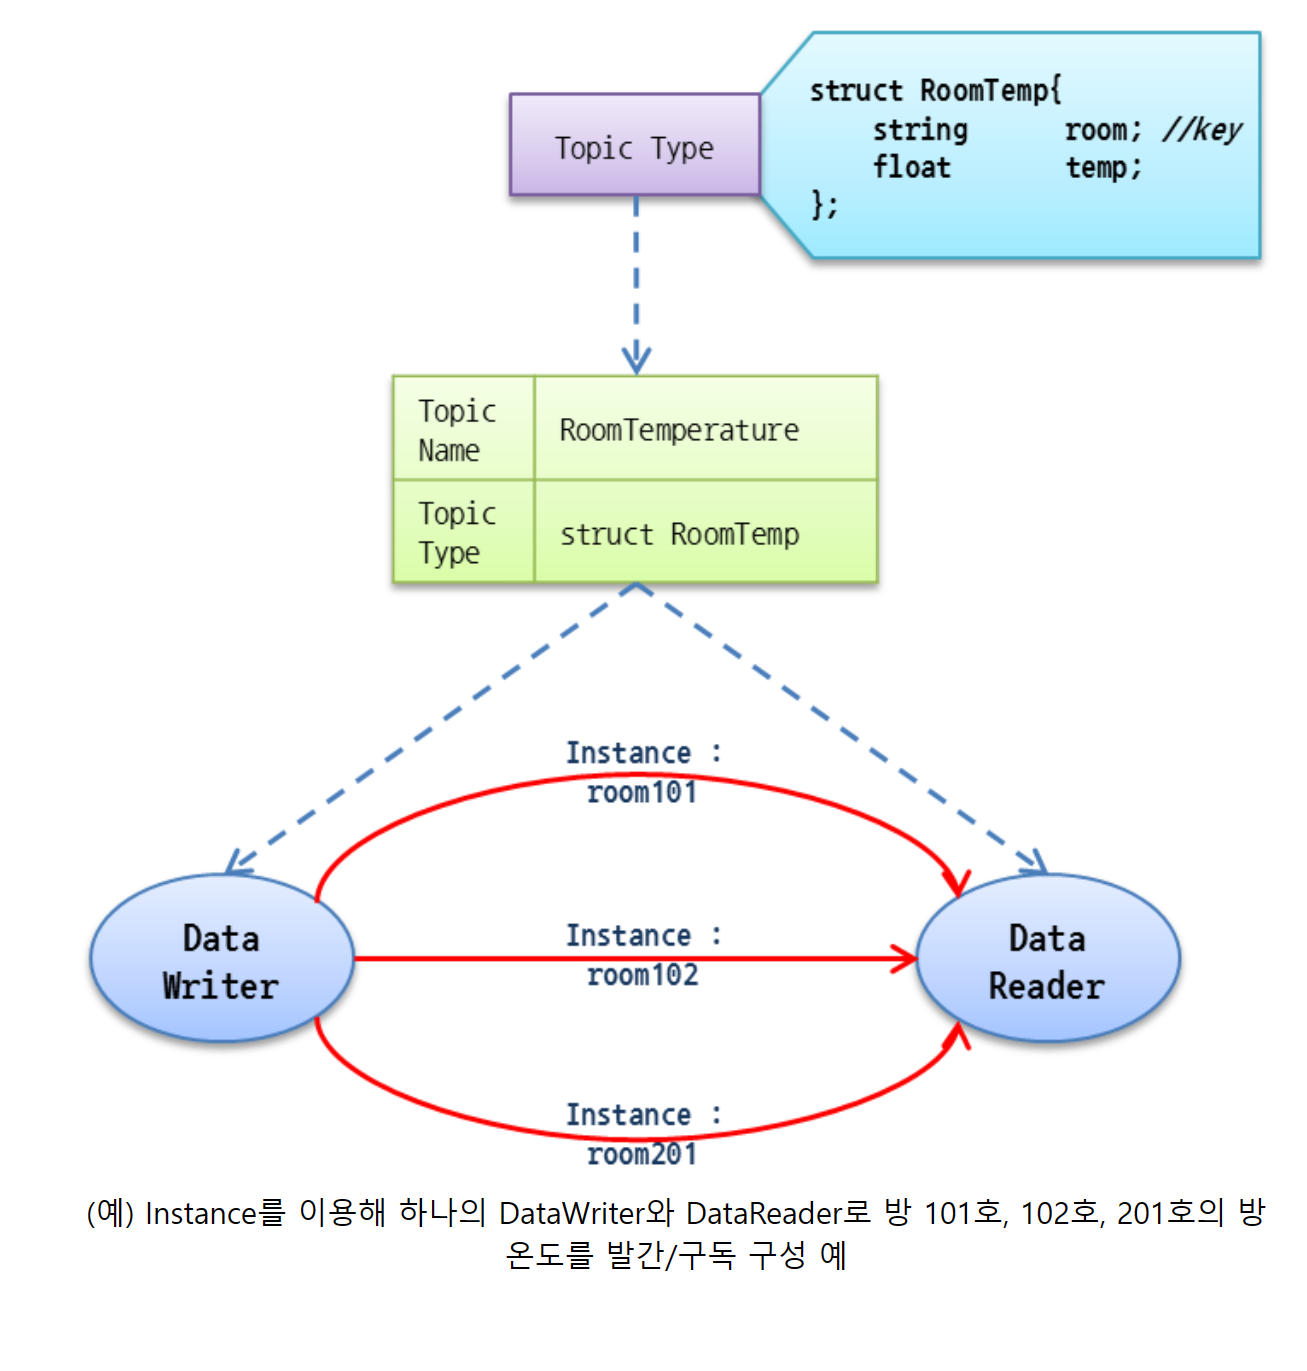 struct RoomTemp{
string room; //key
float temp;
};
Topic Type
Topic
Name
RoomTemperature
Topic
Type
struct RoomTemp
Instance :
room101
Data
Writer
Instance :
room102
Data
Reader
Instance :
room201
(예) Instance를 이용해 하나의 DataWriter와 DataReader로 방 101호, 102호, 201호의 방
온도를 발간/구독 구성 예